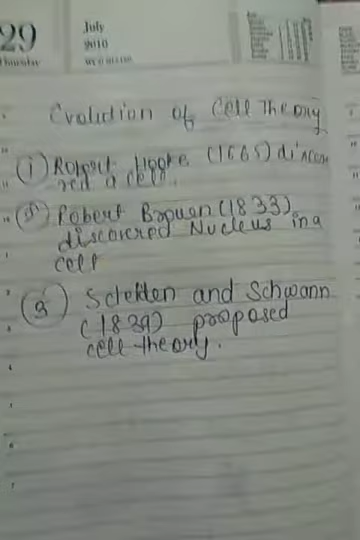 29
Thursday
July
2010
Evolution of Cell Theory
(1) Robert Hooke (1665) discove
red a cell.
(2) Robert Brown (1833)
discovered Nucleus in a
cell
(3) Schleiden and Schwann
(1839) proposed
cell theory.